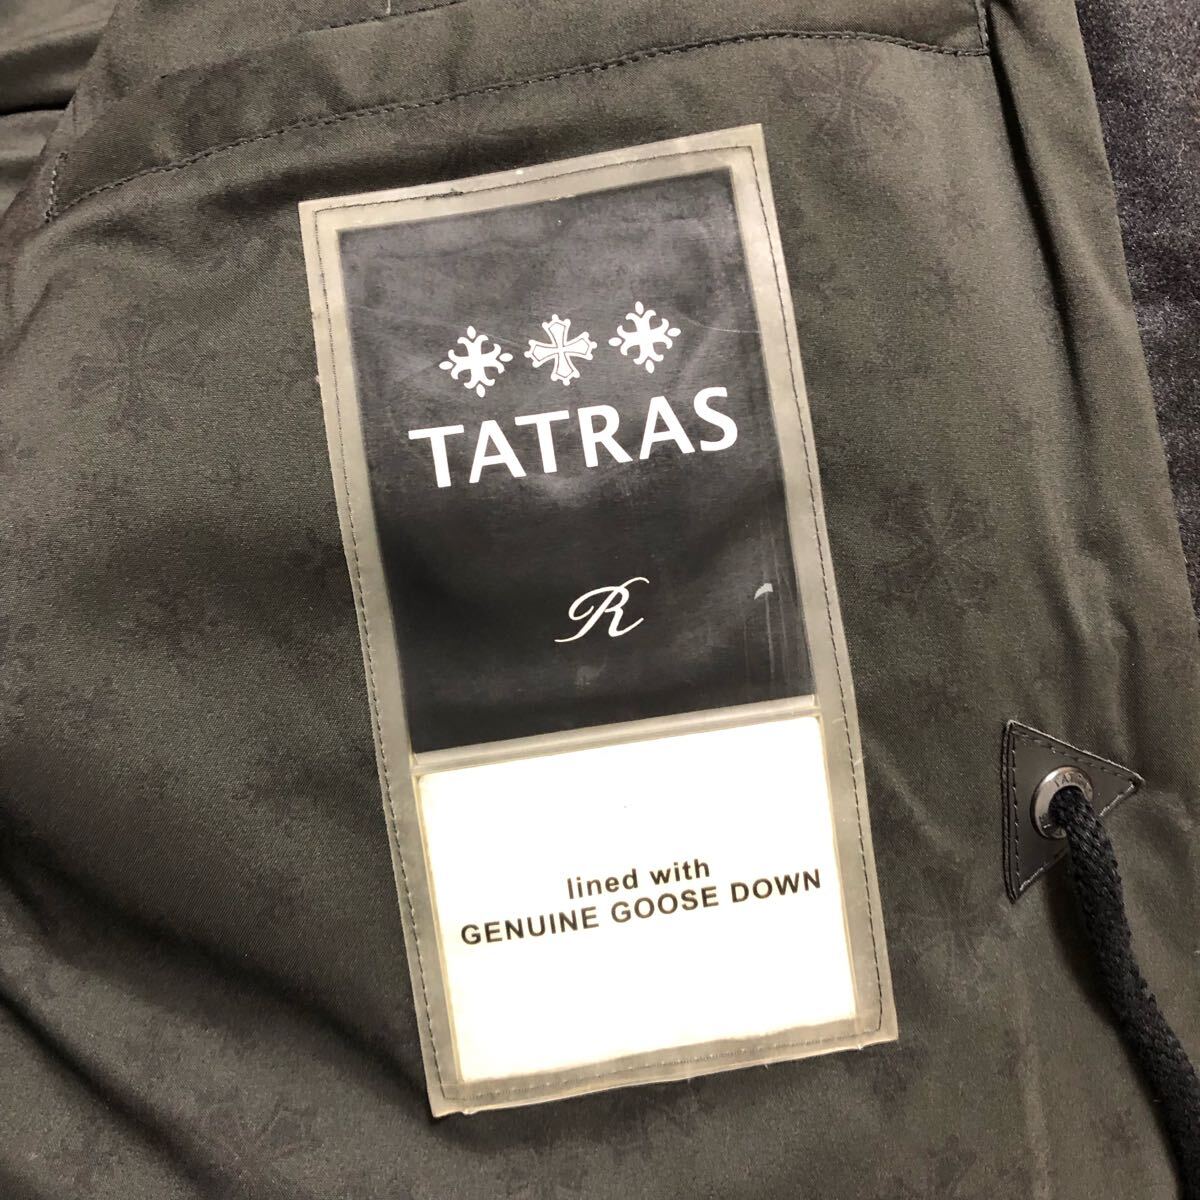 TATRAS
R
lined with
GENUINE GOOSE DOWN